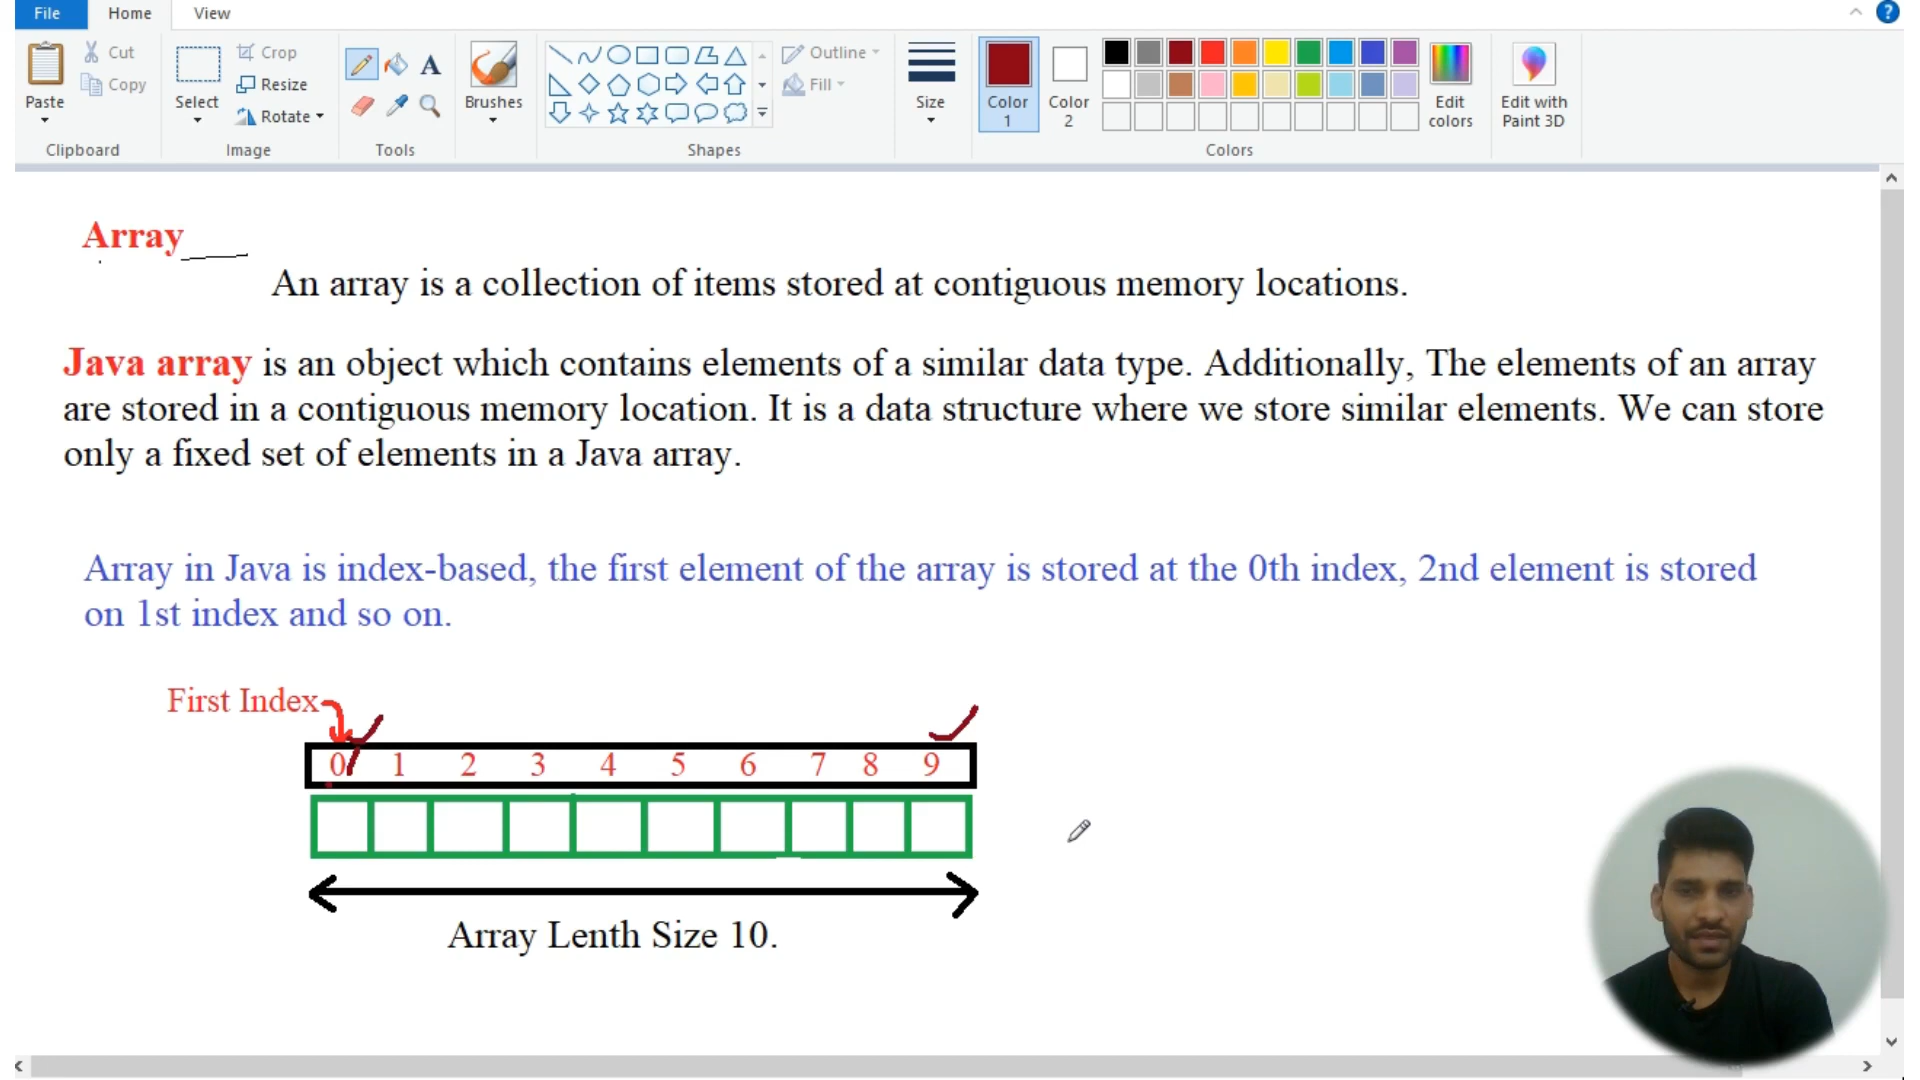 File Home View
Paste Cut Copy Clipboard
Select Crop Resize Rotate Image
Tools
Brushes
Shapes
Outline Fill
Size
Color 1 Color 2 Colors
Edit colors
Edit with Paint 3D
Array
An array is a collection of items stored at contiguous memory locations.
Java array is an object which contains elements of a similar data type. Additionally, The elements of an array
are stored in a contiguous memory location. It is a data structure where we store similar elements. We can store
only a fixed set of elements in a Java array.
Array in Java is index-based, the first element of the array is stored at the 0th index, 2nd element is stored
on 1st index and so on.
First Index
0 1 2 3 4 5 6 7 8 9
Array Lenth Size 10.